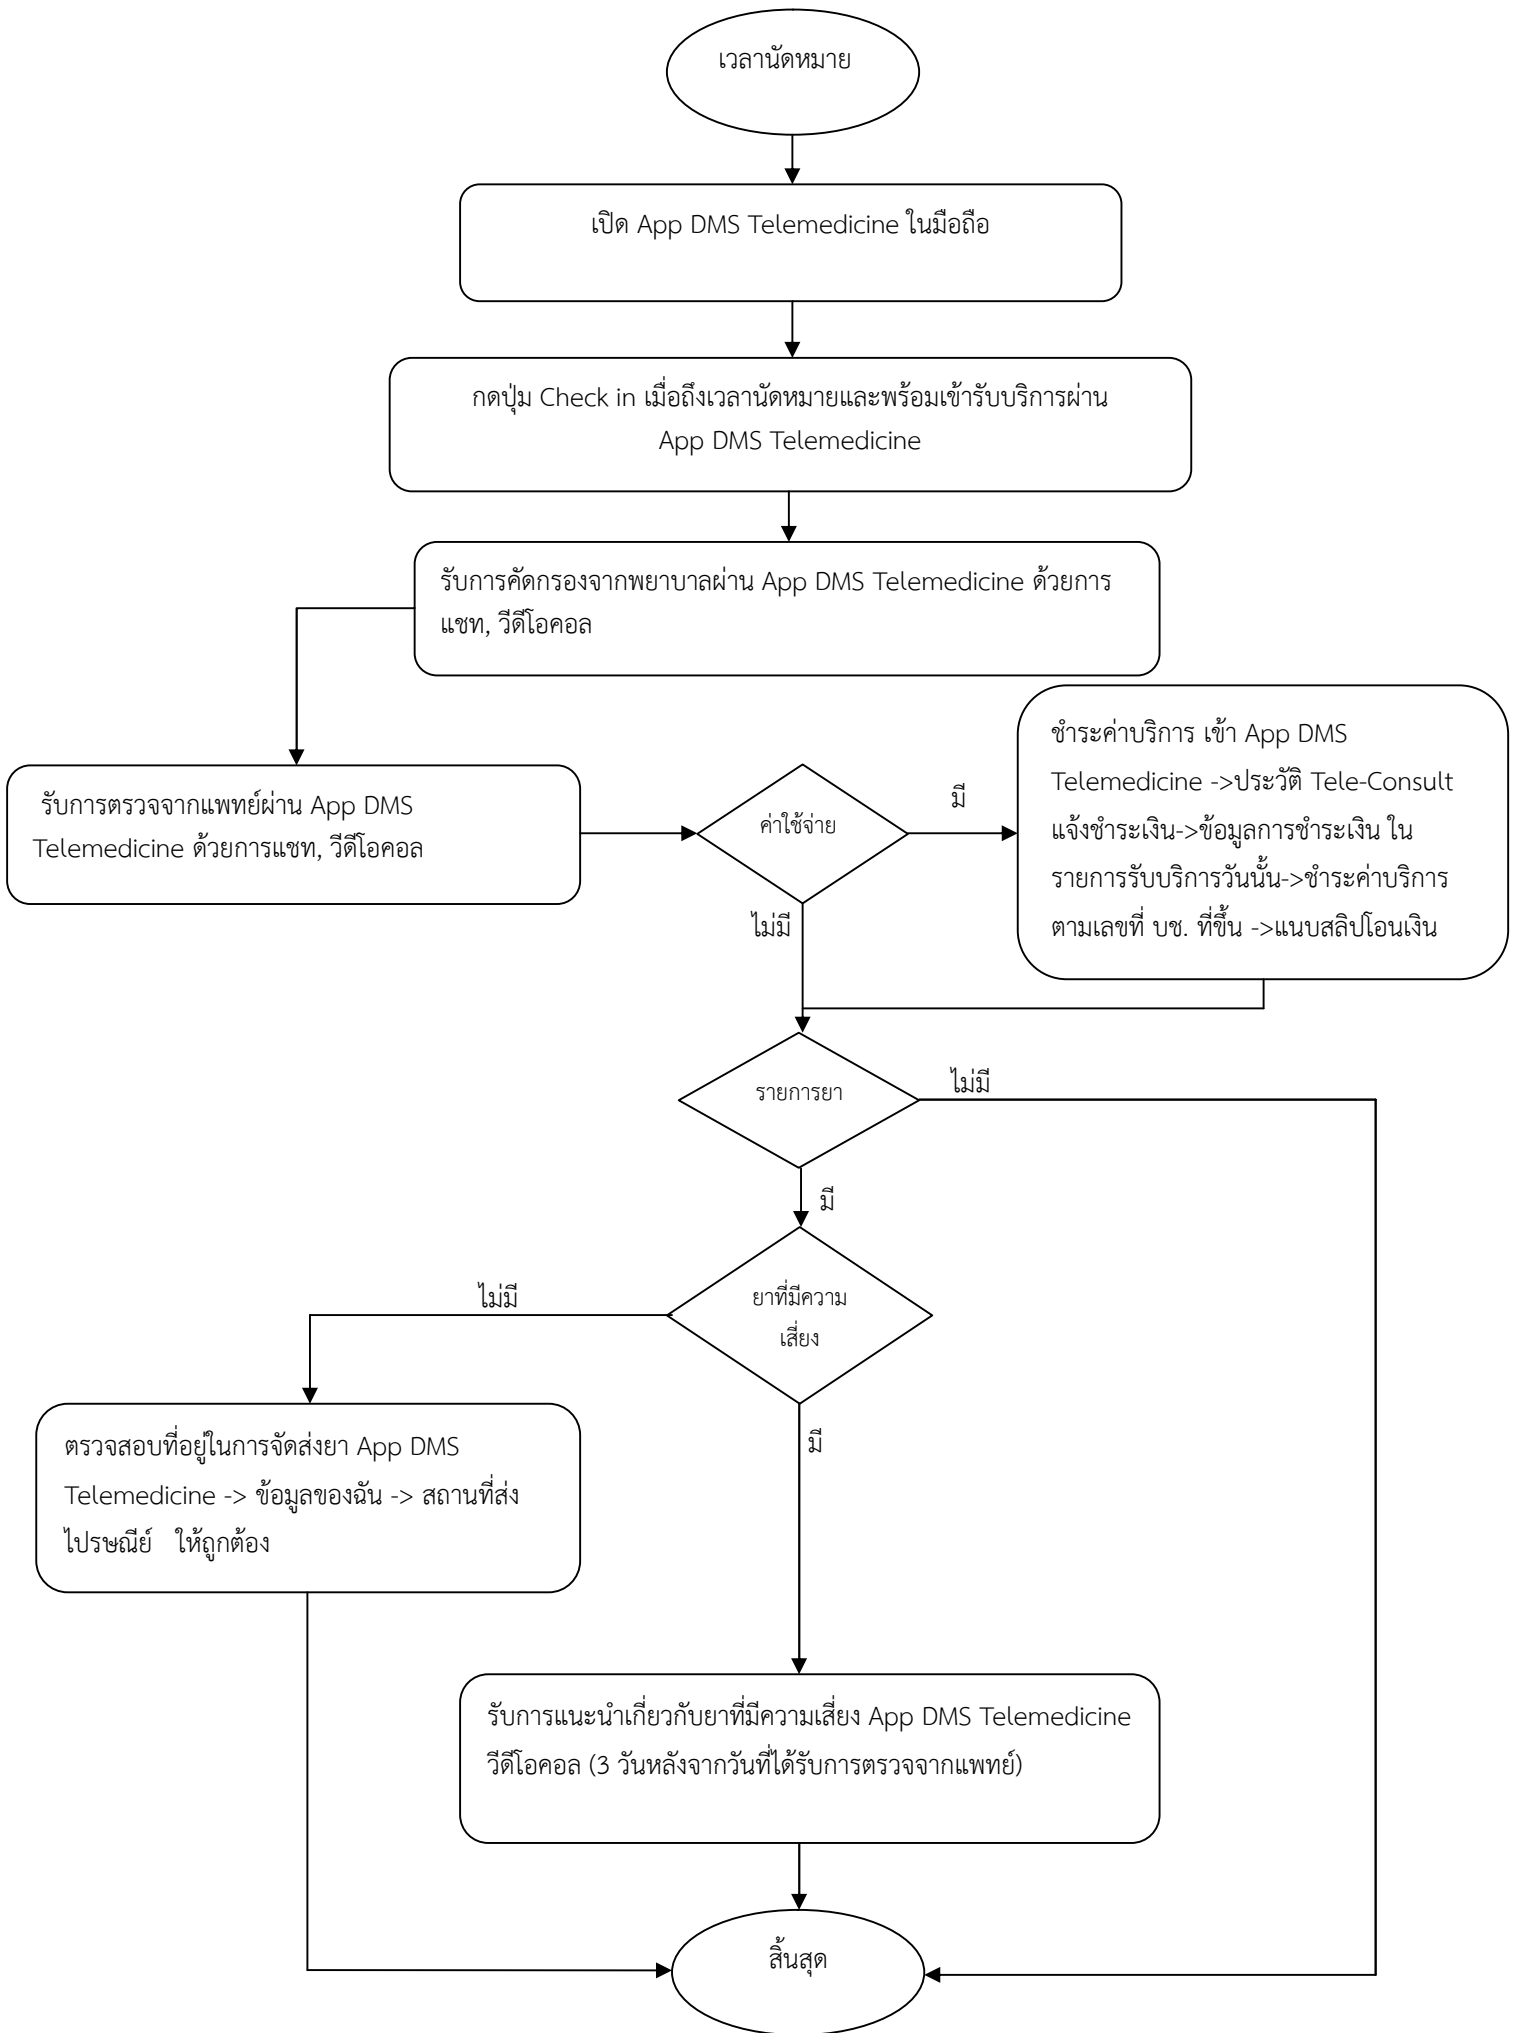 เวลานัดหมาย
เปิด App DMS Telemedicine ในมือถือ
กดปุ่ม Check in เมื่อถึงเวลานัดหมายและพร้อมเข้ารับบริการผ่าน
App DMS Telemedicine
รับการคัดกรองจากพยาบาลผ่าน App DMS Telemedicine ด้วยการ
แชท, วีดีโอคอล
รับการตรวจจากแพทย์ผ่าน App DMS
Telemedicine ด้วยการแชท, วีดีโอคอล
ค่าใช้จ่าย
มี
ชำระค่าบริการ เข้า App DMS
Telemedicine ->ประวัติ Tele-Consult
แจ้งชำระเงิน->ข้อมูลการชำระเงิน ใน
รายการรับบริการวันนั้น->ชำระค่าบริการ
ตามเลขที่ บช. ที่ขึ้น ->แนบสลิปโอนเงิน
ไม่มี
รายการยา
ไม่มี
มี
ยาที่มีความ
เสี่ยง
ไม่มี
มี
ตรวจสอบที่อยู่ในการจัดส่งยา App DMS
Telemedicine -> ข้อมูลของฉัน -> สถานที่ส่ง
ไปรษณีย์ ให้ถูกต้อง
รับการแนะนำเกี่ยวกับยาที่มีความเสี่ยง App DMS Telemedicine
วีดีโอคอล (3 วันหลังจากวันที่ได้รับการตรวจจากแพทย์)
สิ้นสุด